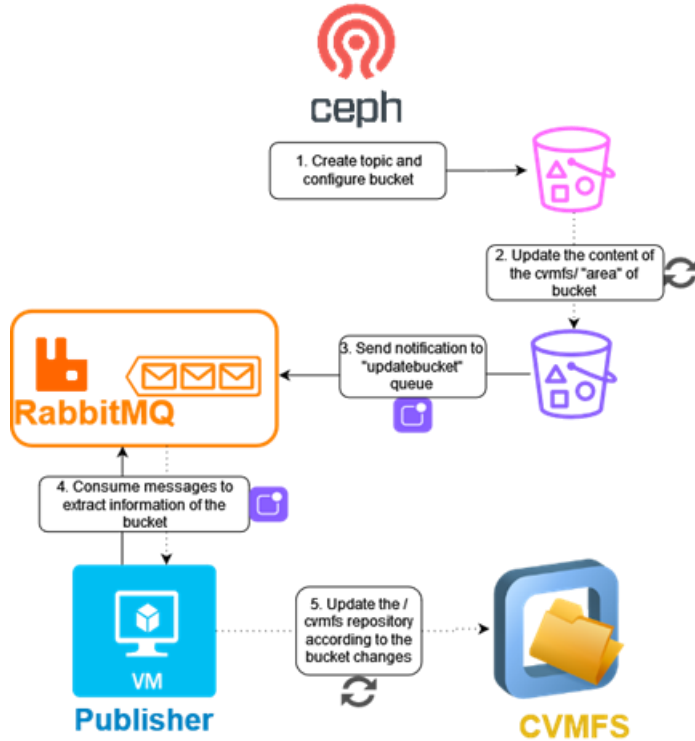 ceph
1. Create topic and
configure bucket
2. Update the content of
the cvmfs/ "area" of
bucket
3. Send notification to
"updatebucket"
queue
RabbitMQ
4. Consume messages to
extract information of the
bucket
5. Update the /
cvmfs repository
according to the
bucket changes
VM
Publisher
CVMFS